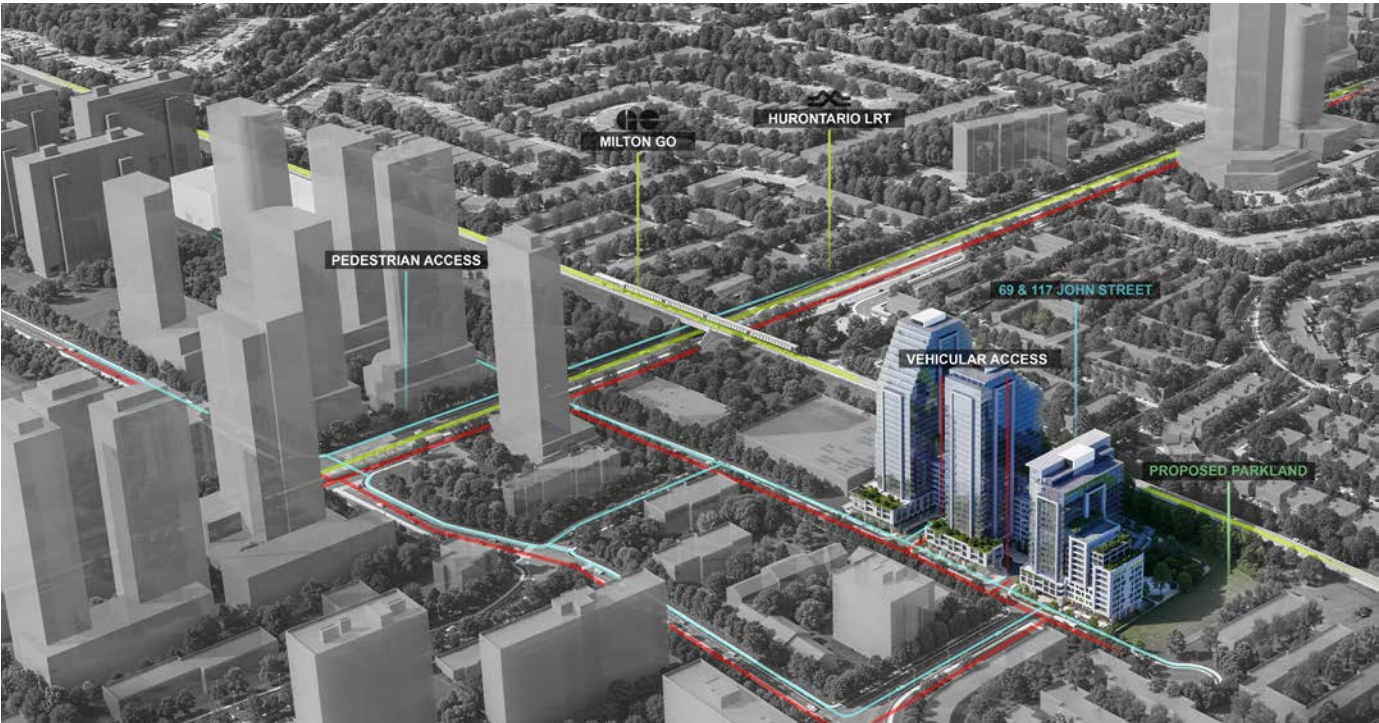 HURONTARIO LRT
MILTON GO
PEDESTRIAN ACCESS
69 & 117 JOHN STREET
VEHICULAR ACCESS
PROPOSED PARKLAND